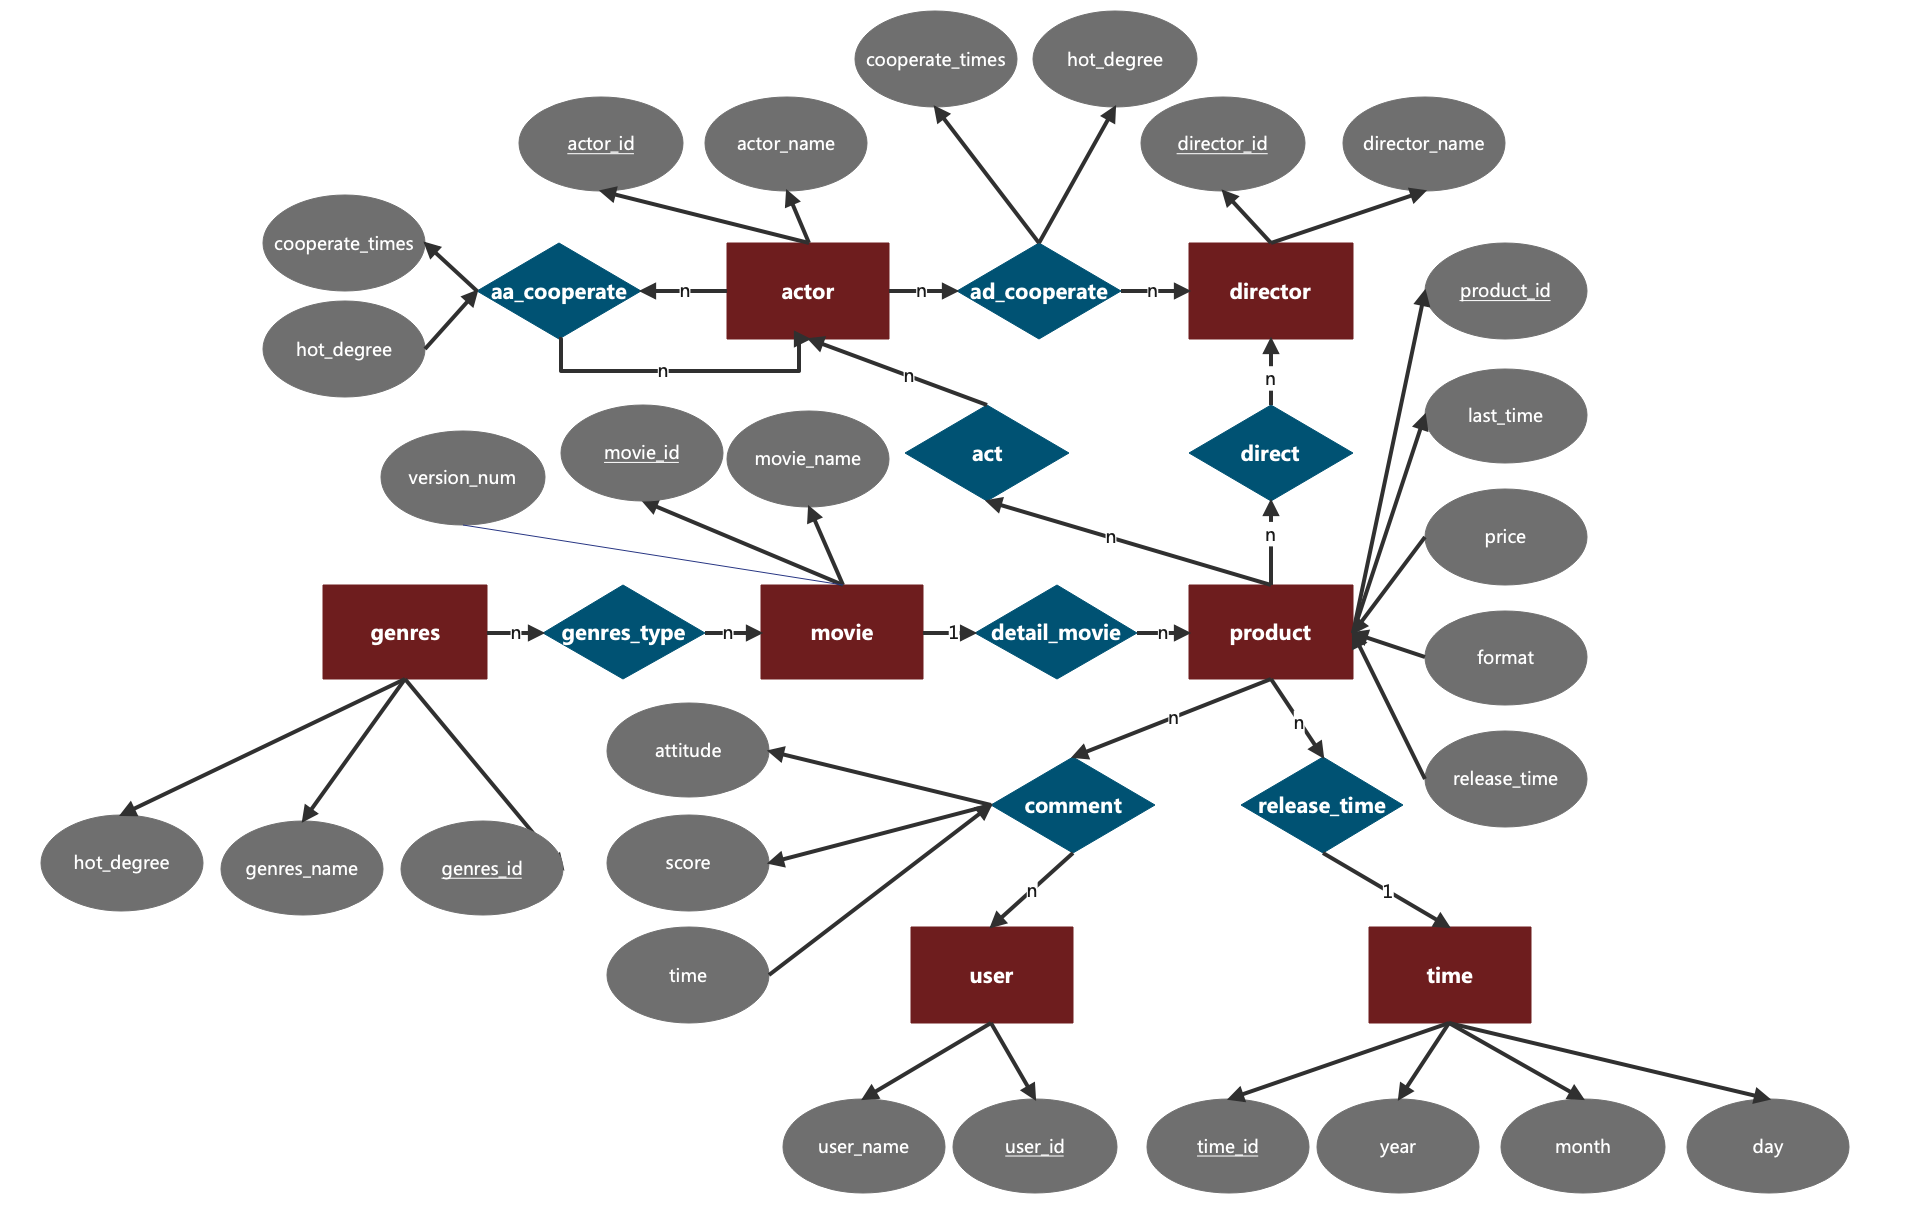 cooperate_times
hot_degree
actor_id
actor_name
director_id
director_name
cooperate_times
aa_cooperate
n
actor
n
ad_cooperate
n
director
product_id
hot_degree
n
n
n
last_time
version_num
movie_id
movie_name
act
direct
n
n
price
genres
n
genres_type
n
movie
1
detail_movie
n
product
format
n
n
attitude
release_time
comment
release_time
hot_degree
genres_name
genres_id
score
n
1
time
user
time
user_name
user_id
time_id
year
month
day